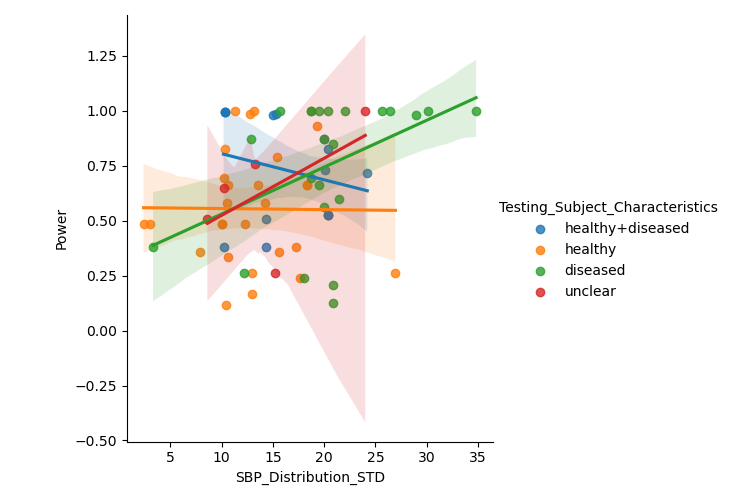 1.25
1.00
0.75
0.50
0.25
0.00
−0.25
−0.50
Power
5 10 15 20 25 30 35
SBP_Distribution_STD
Testing_Subject_Characteristics
healthy+diseased
healthy
diseased
unclear